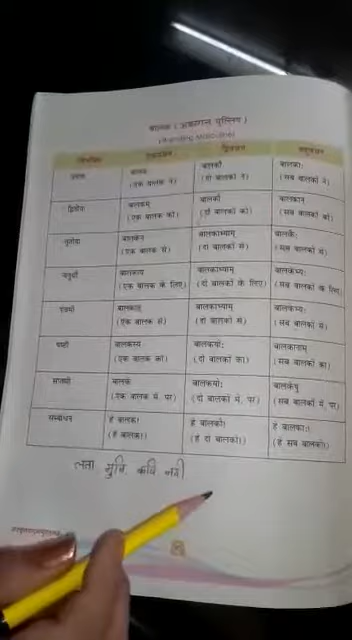 बालक (अकारान्त पुल्लिंग)
विभक्ति एकवचन द्विवचन बहुवचन
प्रथमा बालकः बालकौ बालकाः
(एक बालक ने) (दो बालकों ने) (सब बालकों ने)
द्वितीया बालकम् बालकौ बालकान्
(एक बालक को) (दो बालकों को) (सब बालकों को)
तृतीया बालकेन बालकाभ्याम् बालकैः
(एक बालक से) (दो बालकों से) (सब बालकों से)
चतुर्थी बालकाय बालकाभ्याम् बालकेभ्यः
(एक बालक के लिए) (दो बालकों के लिए) (सब बालकों के लिए)
पंचमी बालकात् बालकाभ्याम् बालकेभ्यः
(एक बालक से) (दो बालकों से) (सब बालकों से)
षष्ठी बालकस्य बालकयोः बालकानाम्
(एक बालक का) (दो बालकों का) (सब बालकों का)
सप्तमी बालके बालकयोः बालकेषु
(एक बालक में, पर) (दो बालकों में, पर) (सब बालकों में, पर)
सम्बोधन हे बालक! हे बालकौ! हे बालकाः!
(हे बालक!) (हे दो बालकों!) (हे सब बालकों!)
लता मुनि कवि नदी